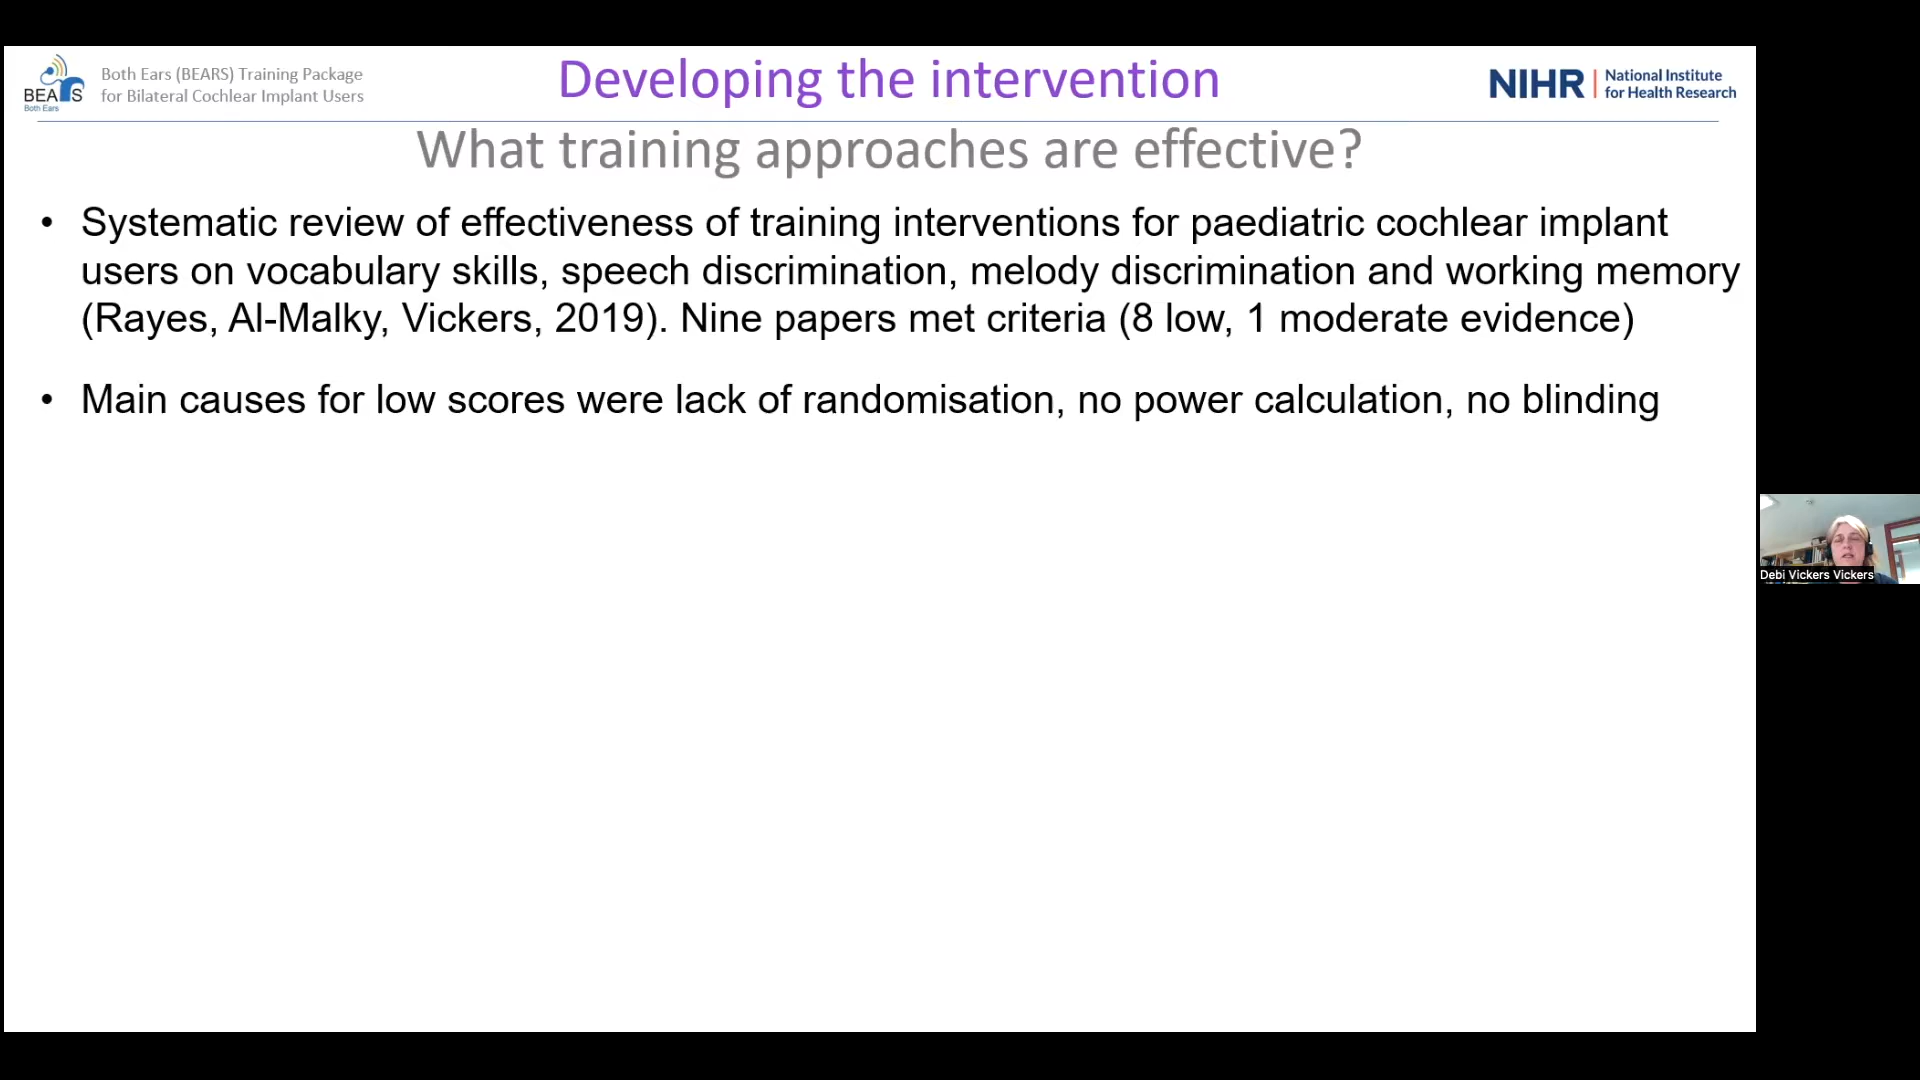 BEARS
Both Ears
Both Ears (BEARS) Training Package
for Bilateral Cochlear Implant Users
Developing the intervention
NIHR | National Institute
for Health Research
What training approaches are effective?
• Systematic review of effectiveness of training interventions for paediatric cochlear implant
users on vocabulary skills, speech discrimination, melody discrimination and working memory
(Rayes, Al-Malky, Vickers, 2019). Nine papers met criteria (8 low, 1 moderate evidence)
• Main causes for low scores were lack of randomisation, no power calculation, no blinding
Debi Vickers Vickers